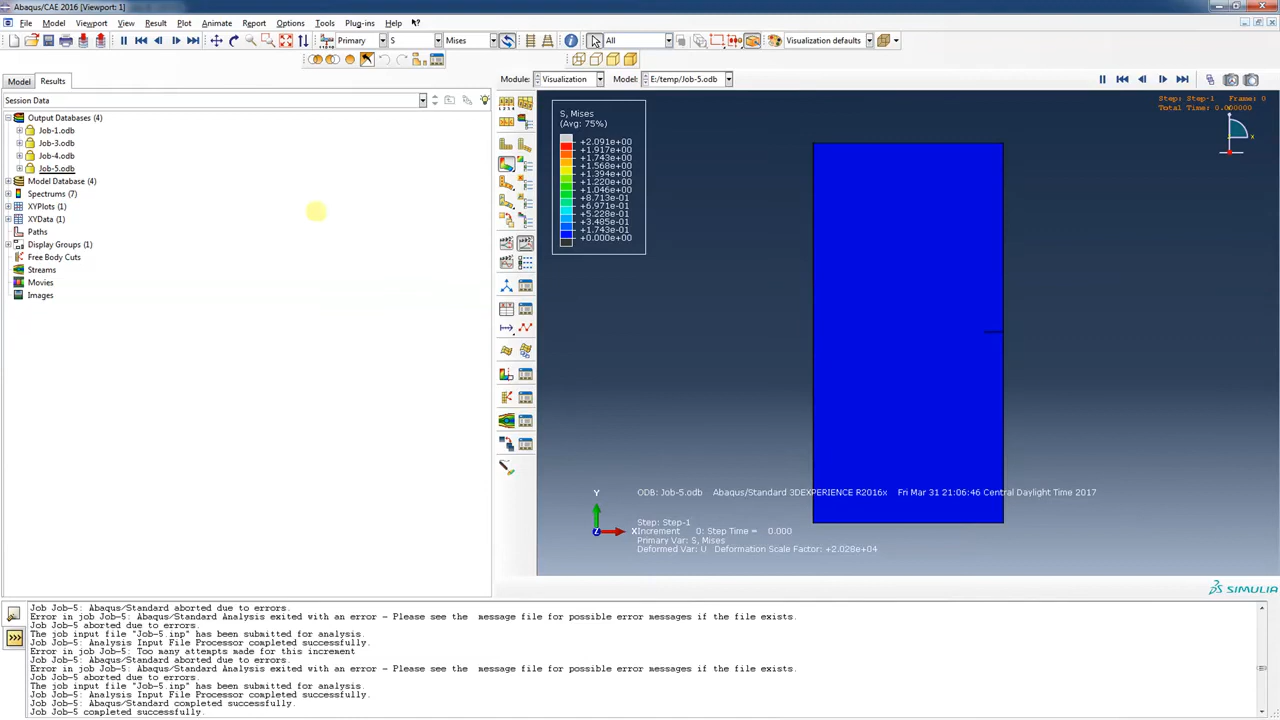 Abaqus/CAE 2016 [Viewport: 1]
File Model Viewport View Result Plot Animate Report Options Tools Plug-ins Help
Primary S Mises All Visualization defaults
Model Results Module: Visualization Model: E:/temp/Job-5.odb
Session Data
Output Databases (4)
Job-1.odb
Job-3.odb
Job-4.odb
Job-5.odb
Model Database (4)
Spectrums (7)
XYPlots (1)
XYData (1)
Paths
Display Groups (1)
Free Body Cuts
Streams
Movies
Images
S, Mises
(Avg: 75%)
+2.091e+00
+1.917e+00
+1.743e+00
+1.568e+00
+1.394e+00
+1.220e+00
+1.046e+00
+8.713e-01
+6.971e-01
+5.228e-01
+3.485e-01
+1.743e-01
+0.000e+00
Step: Step-1 Frame: 0
Total Time: 0.000000
Y
X
Z
ODB: Job-5.odb Abaqus/Standard 3DEXPERIENCE R2016x Fri Mar 31 21:06:46 Central Daylight Time 2017
Step: Step-1
Increment 0: Step Time = 0.000
Primary Var: S, Mises
Deformed Var: U Deformation Scale Factor: +2.028e+04
SIMULIA
Job Job-5: Abaqus/Standard aborted due to errors.
Error in job Job-5: Abaqus/Standard Analysis exited with an error - Please see the message file for possible error messages if the file exists.
Job Job-5 aborted due to errors.
The job input file "Job-5.inp" has been submitted for analysis.
Job Job-5: Analysis Input File Processor completed successfully.
Error in job Job-5: Too many attempts made for this increment
Job Job-5: Abaqus/Standard aborted due to errors.
Error in job Job-5: Abaqus/Standard Analysis exited with an error - Please see the message file for possible error messages if the file exists.
Job Job-5 aborted due to errors.
The job input file "Job-5.inp" has been submitted for analysis.
Job Job-5: Analysis Input File Processor completed successfully.
Job Job-5: Abaqus/Standard completed successfully.
Job Job-5 completed successfully.